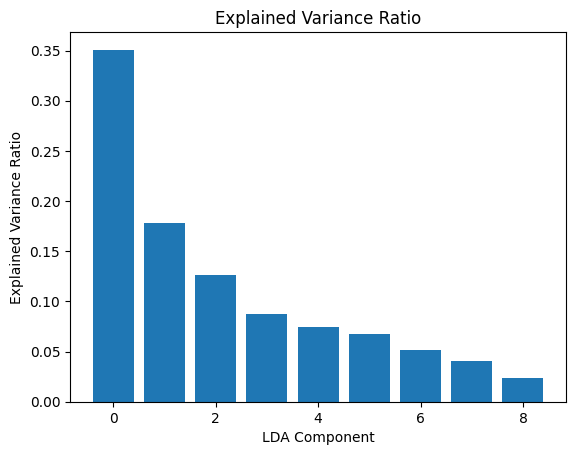 Explained Variance Ratio
0.35
0.30
0.25
0.20
0.15
0.10
0.05
0.00
Explained Variance Ratio
0 2 4 6 8
LDA Component